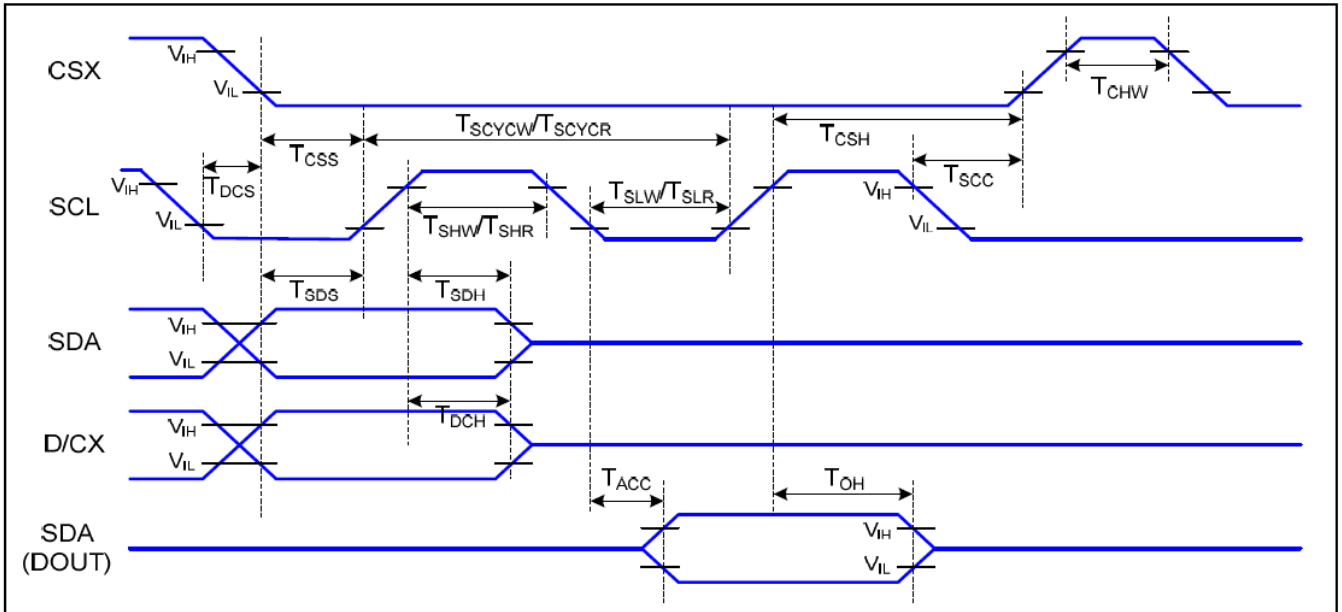 CSX
VIH
VIL
TCHW
TSCYCW/TSCYCR
TCSS
TCSH
TDCS
TSCC
SCL
VIH
VIL
TSHW/TSHR
TSLW/TSLR
VIH
VIL
TSDS
TSDH
SDA
VIH
VIL
TDCH
D/CX
VIH
VIL
TACC
TOH
SDA
(DOUT)
VIH
VIL